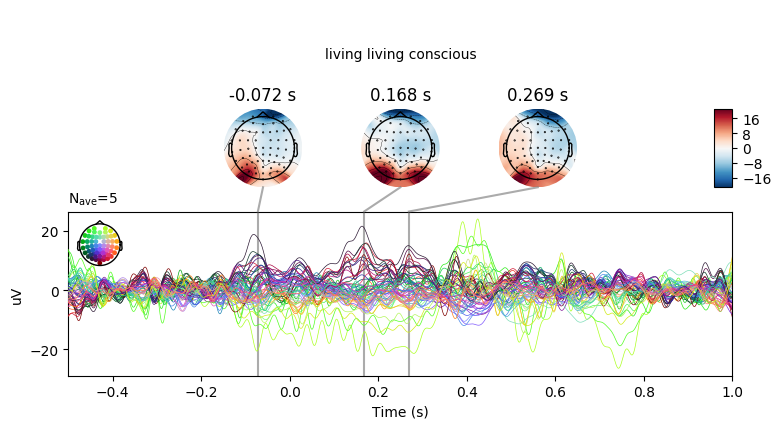 living living conscious
-0.072 s 0.168 s 0.269 s
16
8
0
−8
−16
Nave=5
20
0
−20
uV
−0.4 −0.2 0.0 0.2 0.4 0.6 0.8 1.0
Time (s)